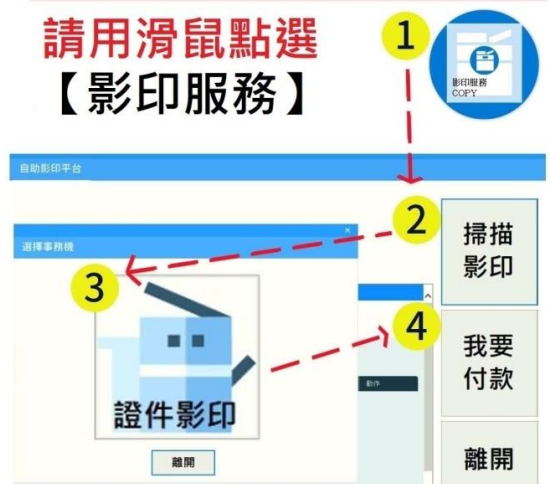 請用滑鼠點選
【影印服務】
1
影印服務
COPY
自助影印平台
2
掃描
影印
×
選擇事務機
3
4
我要
付款
動作
證件影印
離開
離開